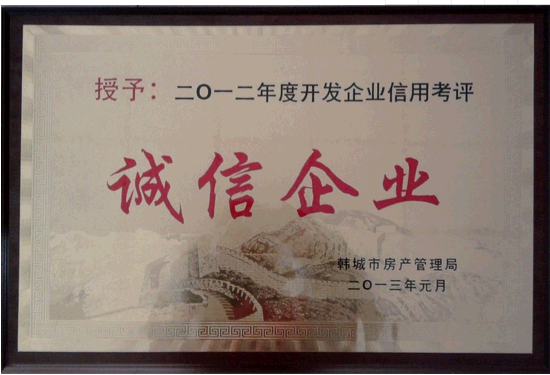 授予：二〇一二年度开发企业信用考评
诚信企业
韩城市房产管理局
二〇一三年元月